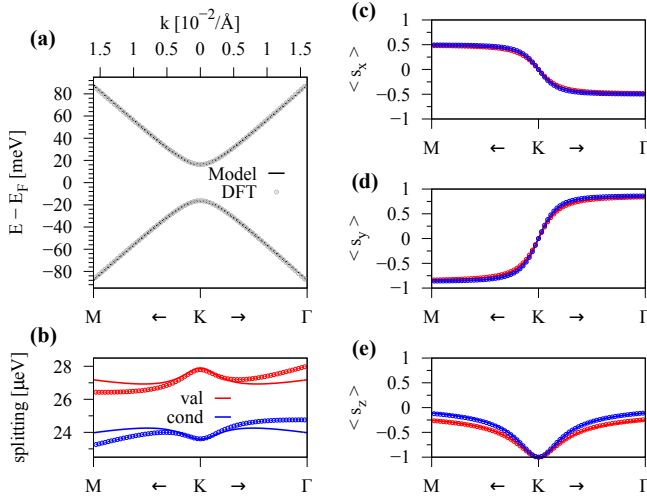 (a)
k [10⁻²/Å]
1.5 1 0.5 0 0.5 1 1.5
E − E_F [meV]
80
60
40
20
0
−20
−40
−60
−80
Model
DFT
M ← K → Γ
(b)
splitting [μeV]
28
26
24
val
cond
M ← K → Γ
(c)
< s_x >
1
0.5
0
−0.5
−1
M ← K → Γ
(d)
< s_y >
1
0.5
0
−0.5
−1
M ← K → Γ
(e)
< s_z >
1
0.5
0
−0.5
−1
M ← K → Γ